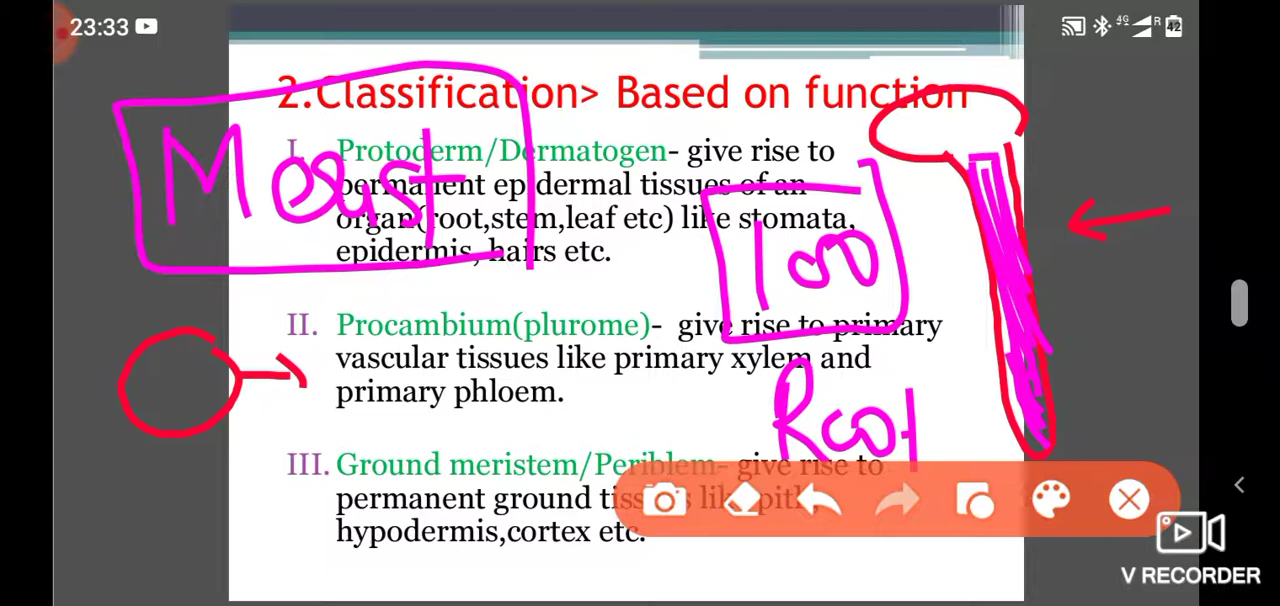 23:33
4G R
42
2.Classification> Based on function
I. Protoderm/Dermatogen- give rise to
permanent epidermal tissues of an
organ(root,stem,leaf etc) like stomata,
epidermis, hairs etc.
100
II. Procambium(plurome)- give rise to primary
vascular tissues like primary xylem and
primary phloem.
Root
III. Ground meristem/Periblem- give rise to
permanent ground tissues like pith,
hypodermis,cortex etc.
V RECORDER